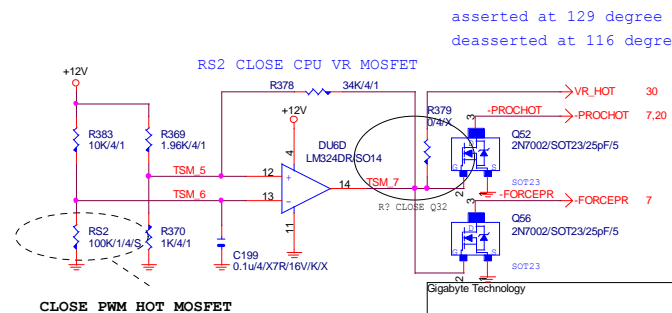 asserted at 129 degree
deasserted at 116 degre
RS2 CLOSE CPU VR MOSFET
+12V
R378
34K/4/1
+12V
VR_HOT 30
-PROCHOT
-PROCHOT 7,20
R379
0/4/X
3
R383
10K/4/1
R369
1.96K/4/1
DU6D
LM324DR/SO14
Q52
2N7002/SOT23/25pF/5
4
TSM_5
12
+
D
G
S
TSM_6
13
-
14
TSM_7
2
1
SOT23
R? CLOSE Q32
-FORCEPR
-FORCEPR 7
3
11
RS2
100K/1/4/S
R370
1K/4/1
Q56
2N7002/SOT23/25pF/5
D
G
S
C199
0.1u/4/X7R/16V/K/X
SOT23
2
1
Gigabyte Technology
CLOSE PWM HOT MOSFET